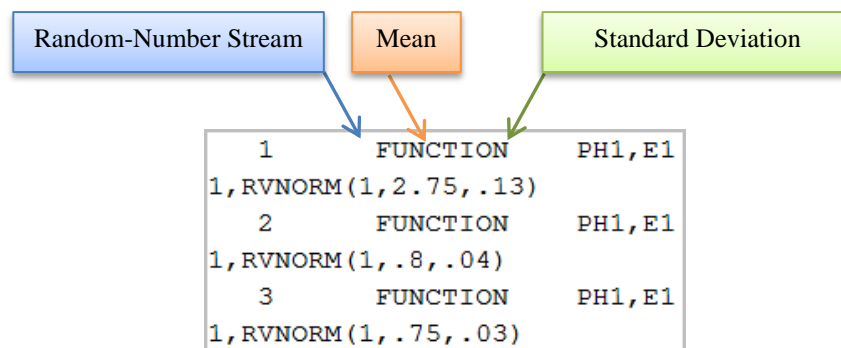 Random-Number Stream
Mean
Standard Deviation
1 FUNCTION PH1,E1
1,RVNORM(1,2.75,.13)
2 FUNCTION PH1,E1
1,RVNORM(1,.8,.04)
3 FUNCTION PH1,E1
1,RVNORM(1,.75,.03)